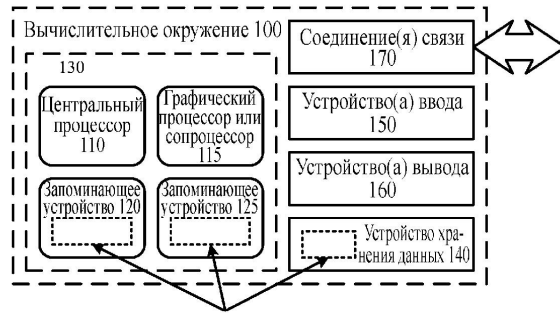 Вычислительное окружение 100
130
Центральный
процессор
110
Графический
процессор или
сопроцессор
115
Запоминающее
устройство 120
Запоминающее
устройство 125
Соединение(я) связи
170
Устройство(а) ввода
150
Устройство(а) вывода
160
Устройство хра-
нения данных 140